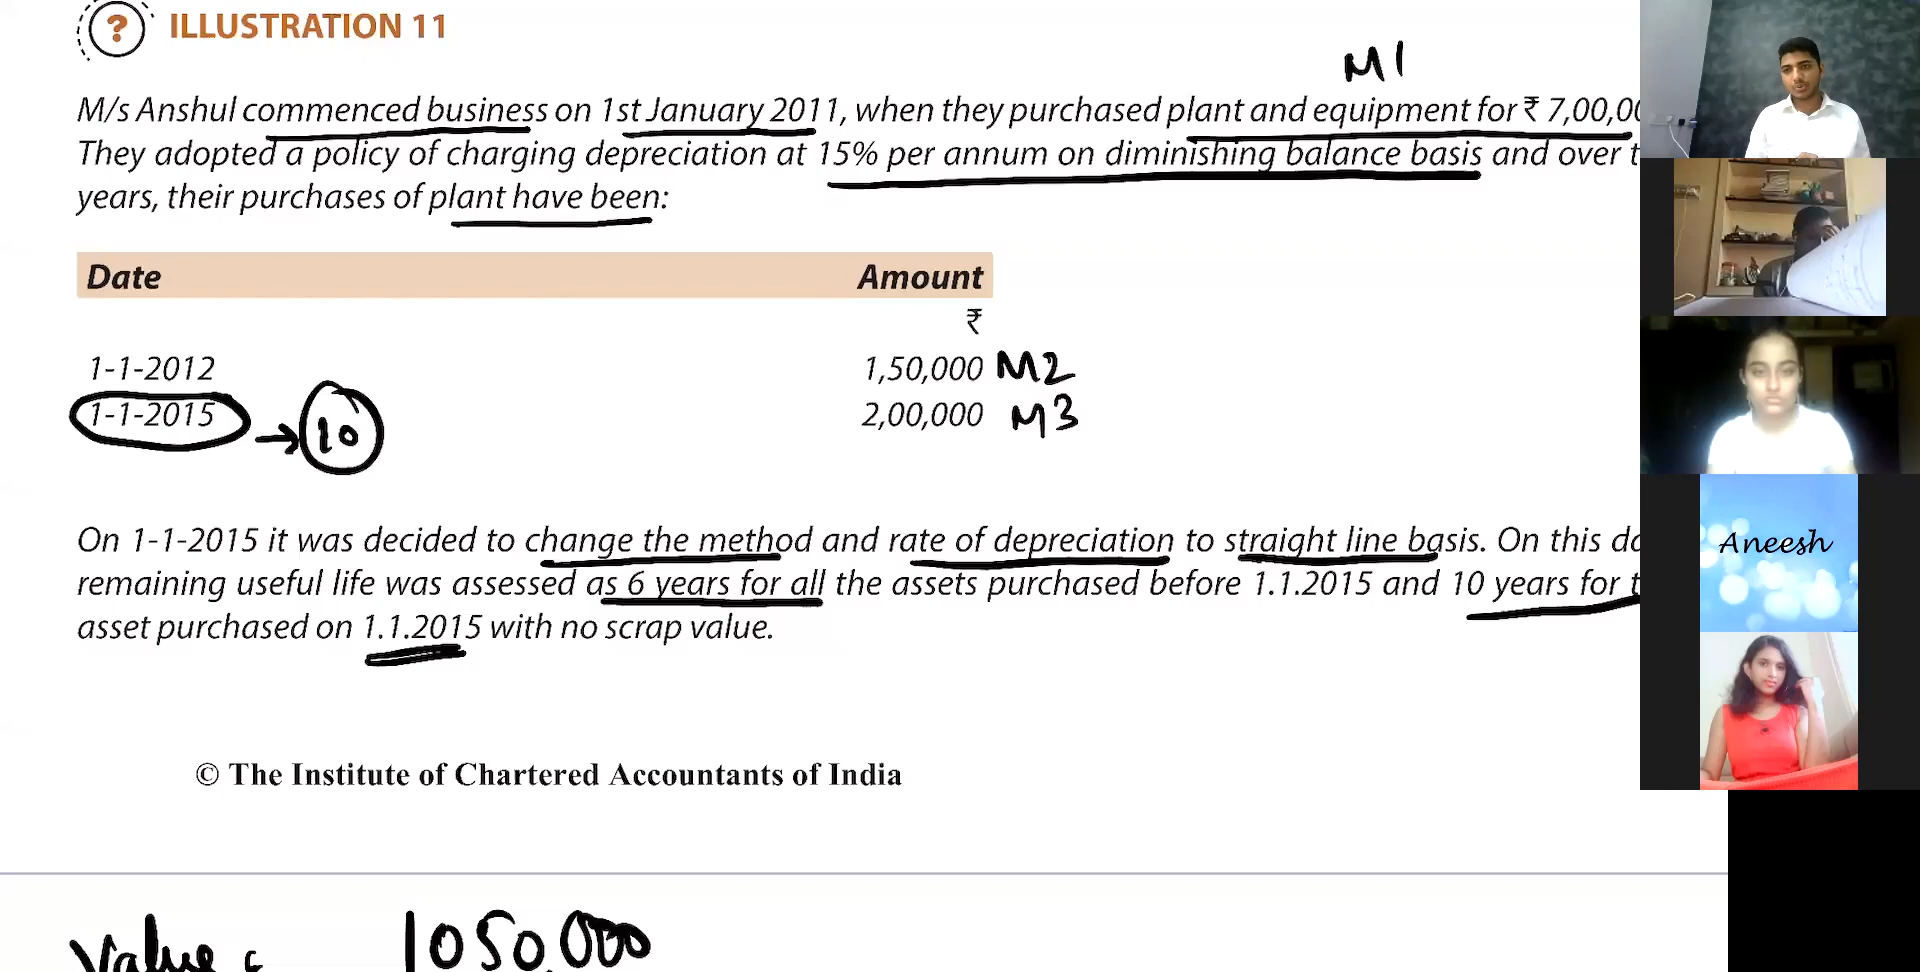 ? ILLUSTRATION 11
M1
M/s Anshul commenced business on 1st January 2011, when they purchased plant and equipment for ₹ 7,00,00
They adopted a policy of charging depreciation at 15% per annum on diminishing balance basis and over t
years, their purchases of plant have been:
Date Amount
₹
1-1-2012 1,50,000 M2
1-1-2015 → 10 2,00,000 M3
On 1-1-2015 it was decided to change the method and rate of depreciation to straight line basis. On this da
remaining useful life was assessed as 6 years for all the assets purchased before 1.1.2015 and 10 years for t
asset purchased on 1.1.2015 with no scrap value.
© The Institute of Chartered Accountants of India
Value 1050,000
Aneesh